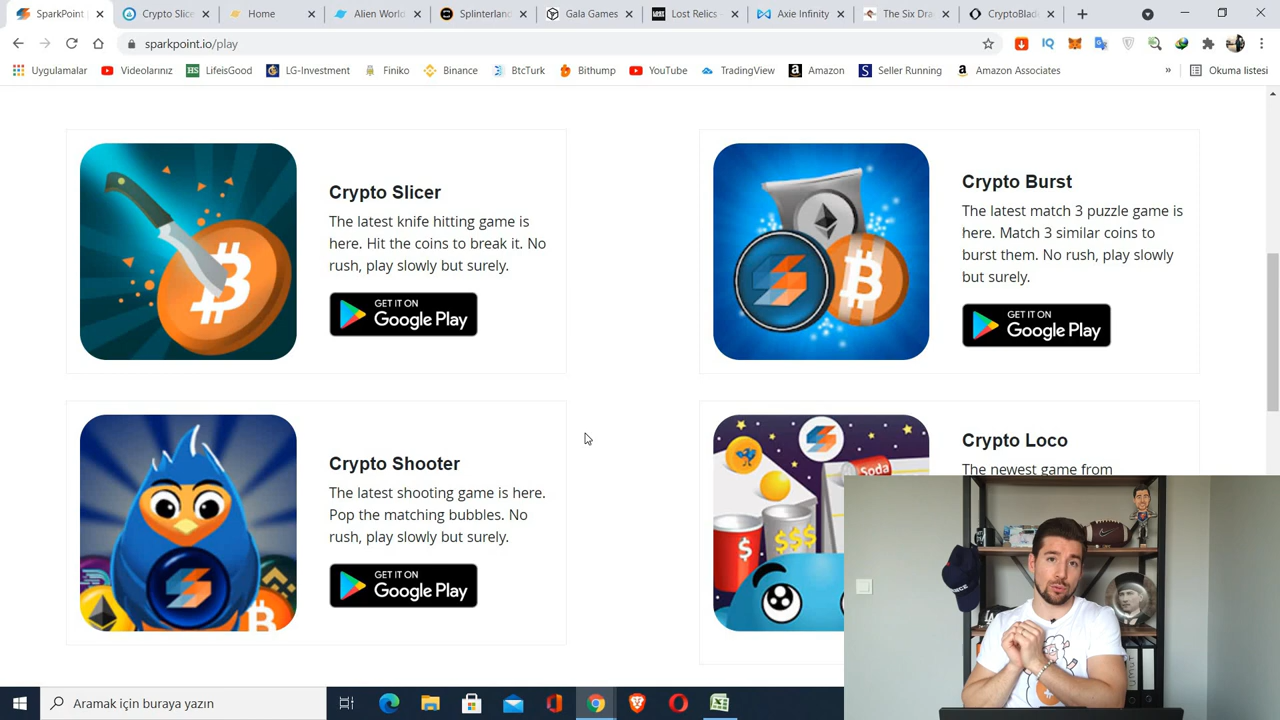 SparkPoint
Crypto Slice
Home
Alien World
Splinterland
Gala Games
Lost Relics -
Axie Infinity
The Six Dra
CryptoBlade
sparkpoint.io/play
Uygulamalar
Videolarınız
LifeisGood
LG-Investment
Finiko
Binance
BtcTurk
Bithump
YouTube
TradingView
Amazon
Seller Running
Amazon Associates
»
Okuma listesi
Crypto Slicer
The latest knife hitting game is
here. Hit the coins to break it. No
rush, play slowly but surely.
GET IT ON
Google Play
Crypto Burst
The latest match 3 puzzle game is
here. Match 3 similar coins to
burst them. No rush, play slowly
but surely.
GET IT ON
Google Play
Crypto Shooter
The latest shooting game is here.
Pop the matching bubbles. No
rush, play slowly but surely.
GET IT ON
Google Play
Soda
$
$$$
Crypto Loco
The newest game from
Aramak için buraya yazın